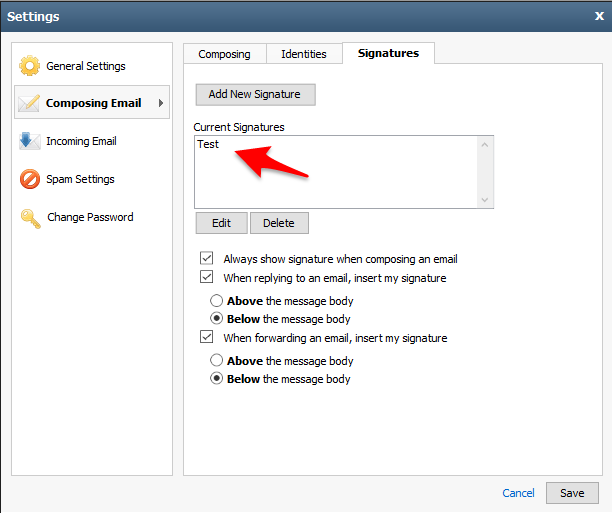 Settings
x
General Settings
Composing Email
Incoming Email
Spam Settings
Change Password
Composing
Identities
Signatures
Add New Signature
Current Signatures
Test
Edit
Delete
Always show signature when composing an email
When replying to an email, insert my signature
Above the message body
Below the message body
When forwarding an email, insert my signature
Above the message body
Below the message body
Cancel
Save